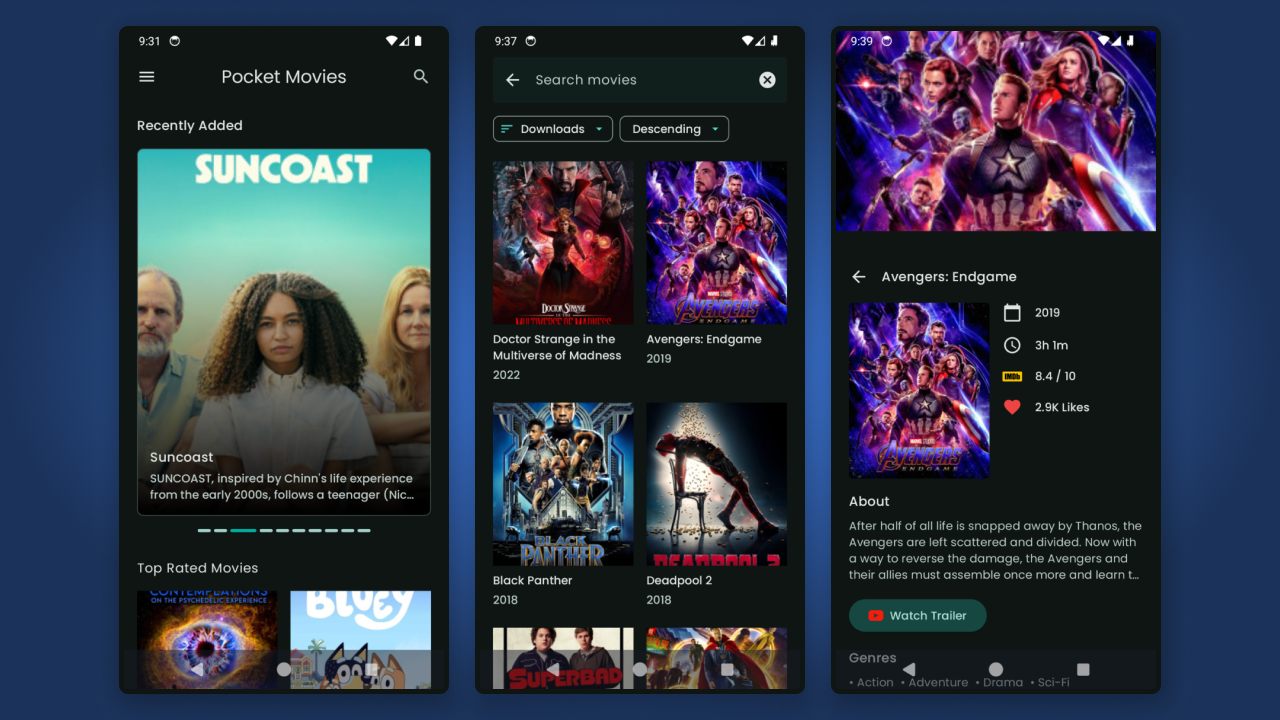 9:31
Pocket Movies
Recently Added
SUNCOAST
Suncoast
SUNCOAST, inspired by Chinn's life experience
from the early 2000s, follows a teenager (Nic...
Top Rated Movies
CONTEMPLATIONS
ON THE PSYCHEDELIC EXPERIENCE
BLUEY
9:37
Search movies
Downloads
Descending
DOCTOR STRANGE
IN THE
MULTIVERSE OF MADNESS
MARVEL STUDIOS
AVENGERS
ENDGAME
Doctor Strange in the
Multiverse of Madness
2022
Avengers: Endgame
2019
BLACK
PANTHER
DEADPOOL 2
Black Panther
2018
Deadpool 2
2018
SUPERBAD
9:39
Avengers: Endgame
MARVEL STUDIOS
AVENGERS
ENDGAME
2019
3h 1m
IMDb
8.4 / 10
2.9K Likes
About
After half of all life is snapped away by Thanos, the
Avengers are left scattered and divided. Now with
a way to reverse the damage, the Avengers and
their allies must assemble once more and learn t...
Watch Trailer
Genres
• Action • Adventure • Drama • Sci-Fi